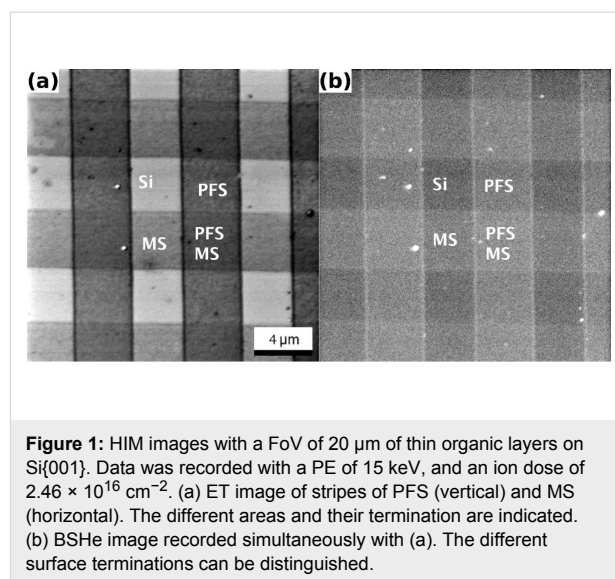 (a) (b)
Si PFS Si PFS
MS PFS MS PFS
MS MS
4 µm
Figure 1: HIM images with a FoV of 20 µm of thin organic layers on
Si{001}. Data was recorded with a PE of 15 keV, and an ion dose of
2.46 × 10¹⁶ cm⁻². (a) ET image of stripes of PFS (vertical) and MS
(horizontal). The different areas and their termination are indicated.
(b) BSHe image recorded simultaneously with (a). The different
surface terminations can be distinguished.